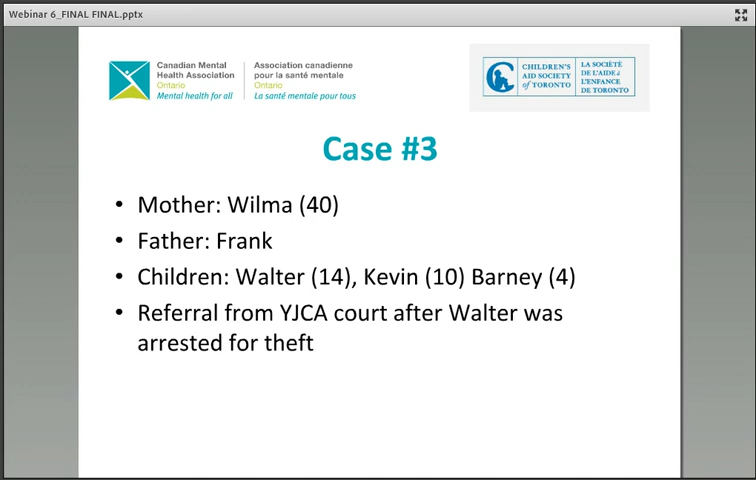 Webinar 6_FINAL FINAL.pptx
Canadian Mental
Health Association
Ontario
Mental health for all
Association canadienne
pour la santé mentale
Ontario
La santé mentale pour tous
CHILDREN'S
AID SOCIETY
of TORONTO
LA SOCIÉTÉ
DE L'AIDE à
L'ENFANCE
DE TORONTO
Case #3
• Mother: Wilma (40)
• Father: Frank
• Children: Walter (14), Kevin (10) Barney (4)
• Referral from YJCA court after Walter was
arrested for theft